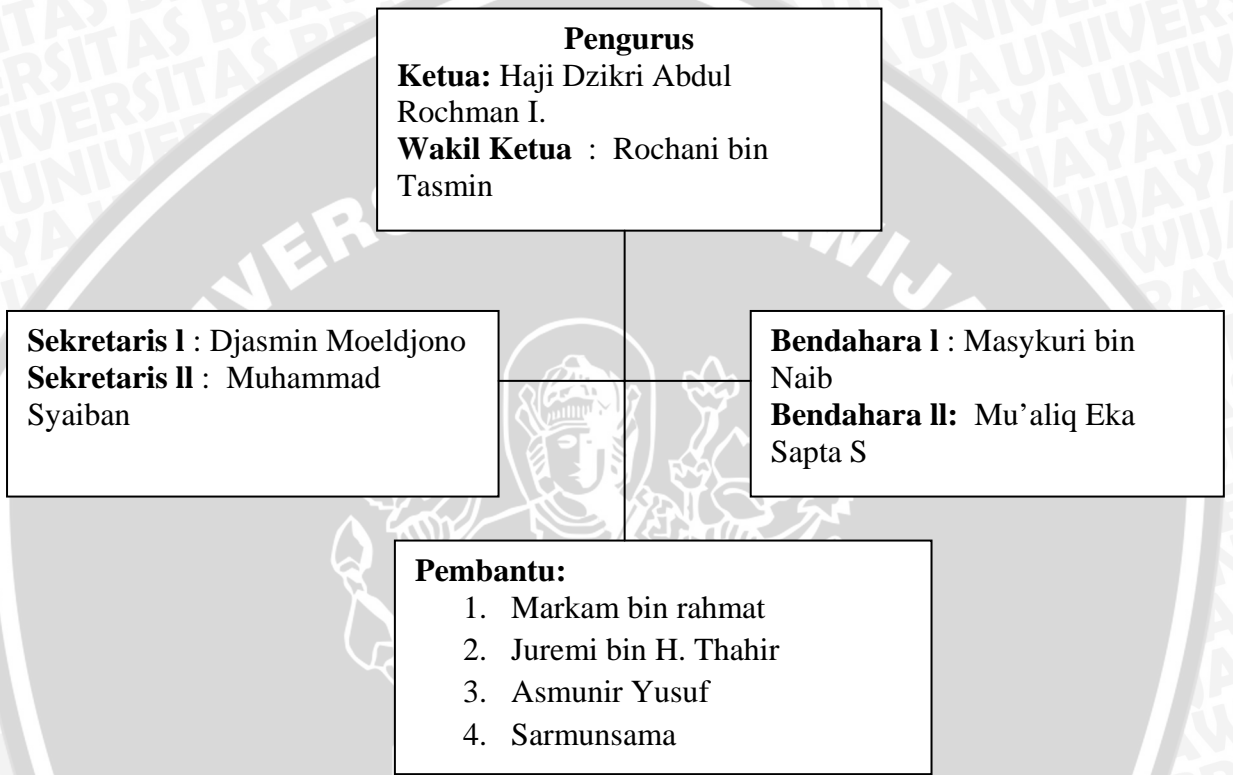 Pengurus
Ketua: Haji Dzikri Abdul
Rochman I.
Wakil Ketua : Rochani bin
Tasmin
Sekretaris l : Djasmin Moeldjono
Sekretaris ll : Muhammad
Syaiban
Bendahara l : Masykuri bin
Naib
Bendahara ll: Mu’aliq Eka
Sapta S
Pembantu:
1. Markam bin rahmat
2. Juremi bin H. Thahir
3. Asmunir Yusuf
4. Sarmunsama